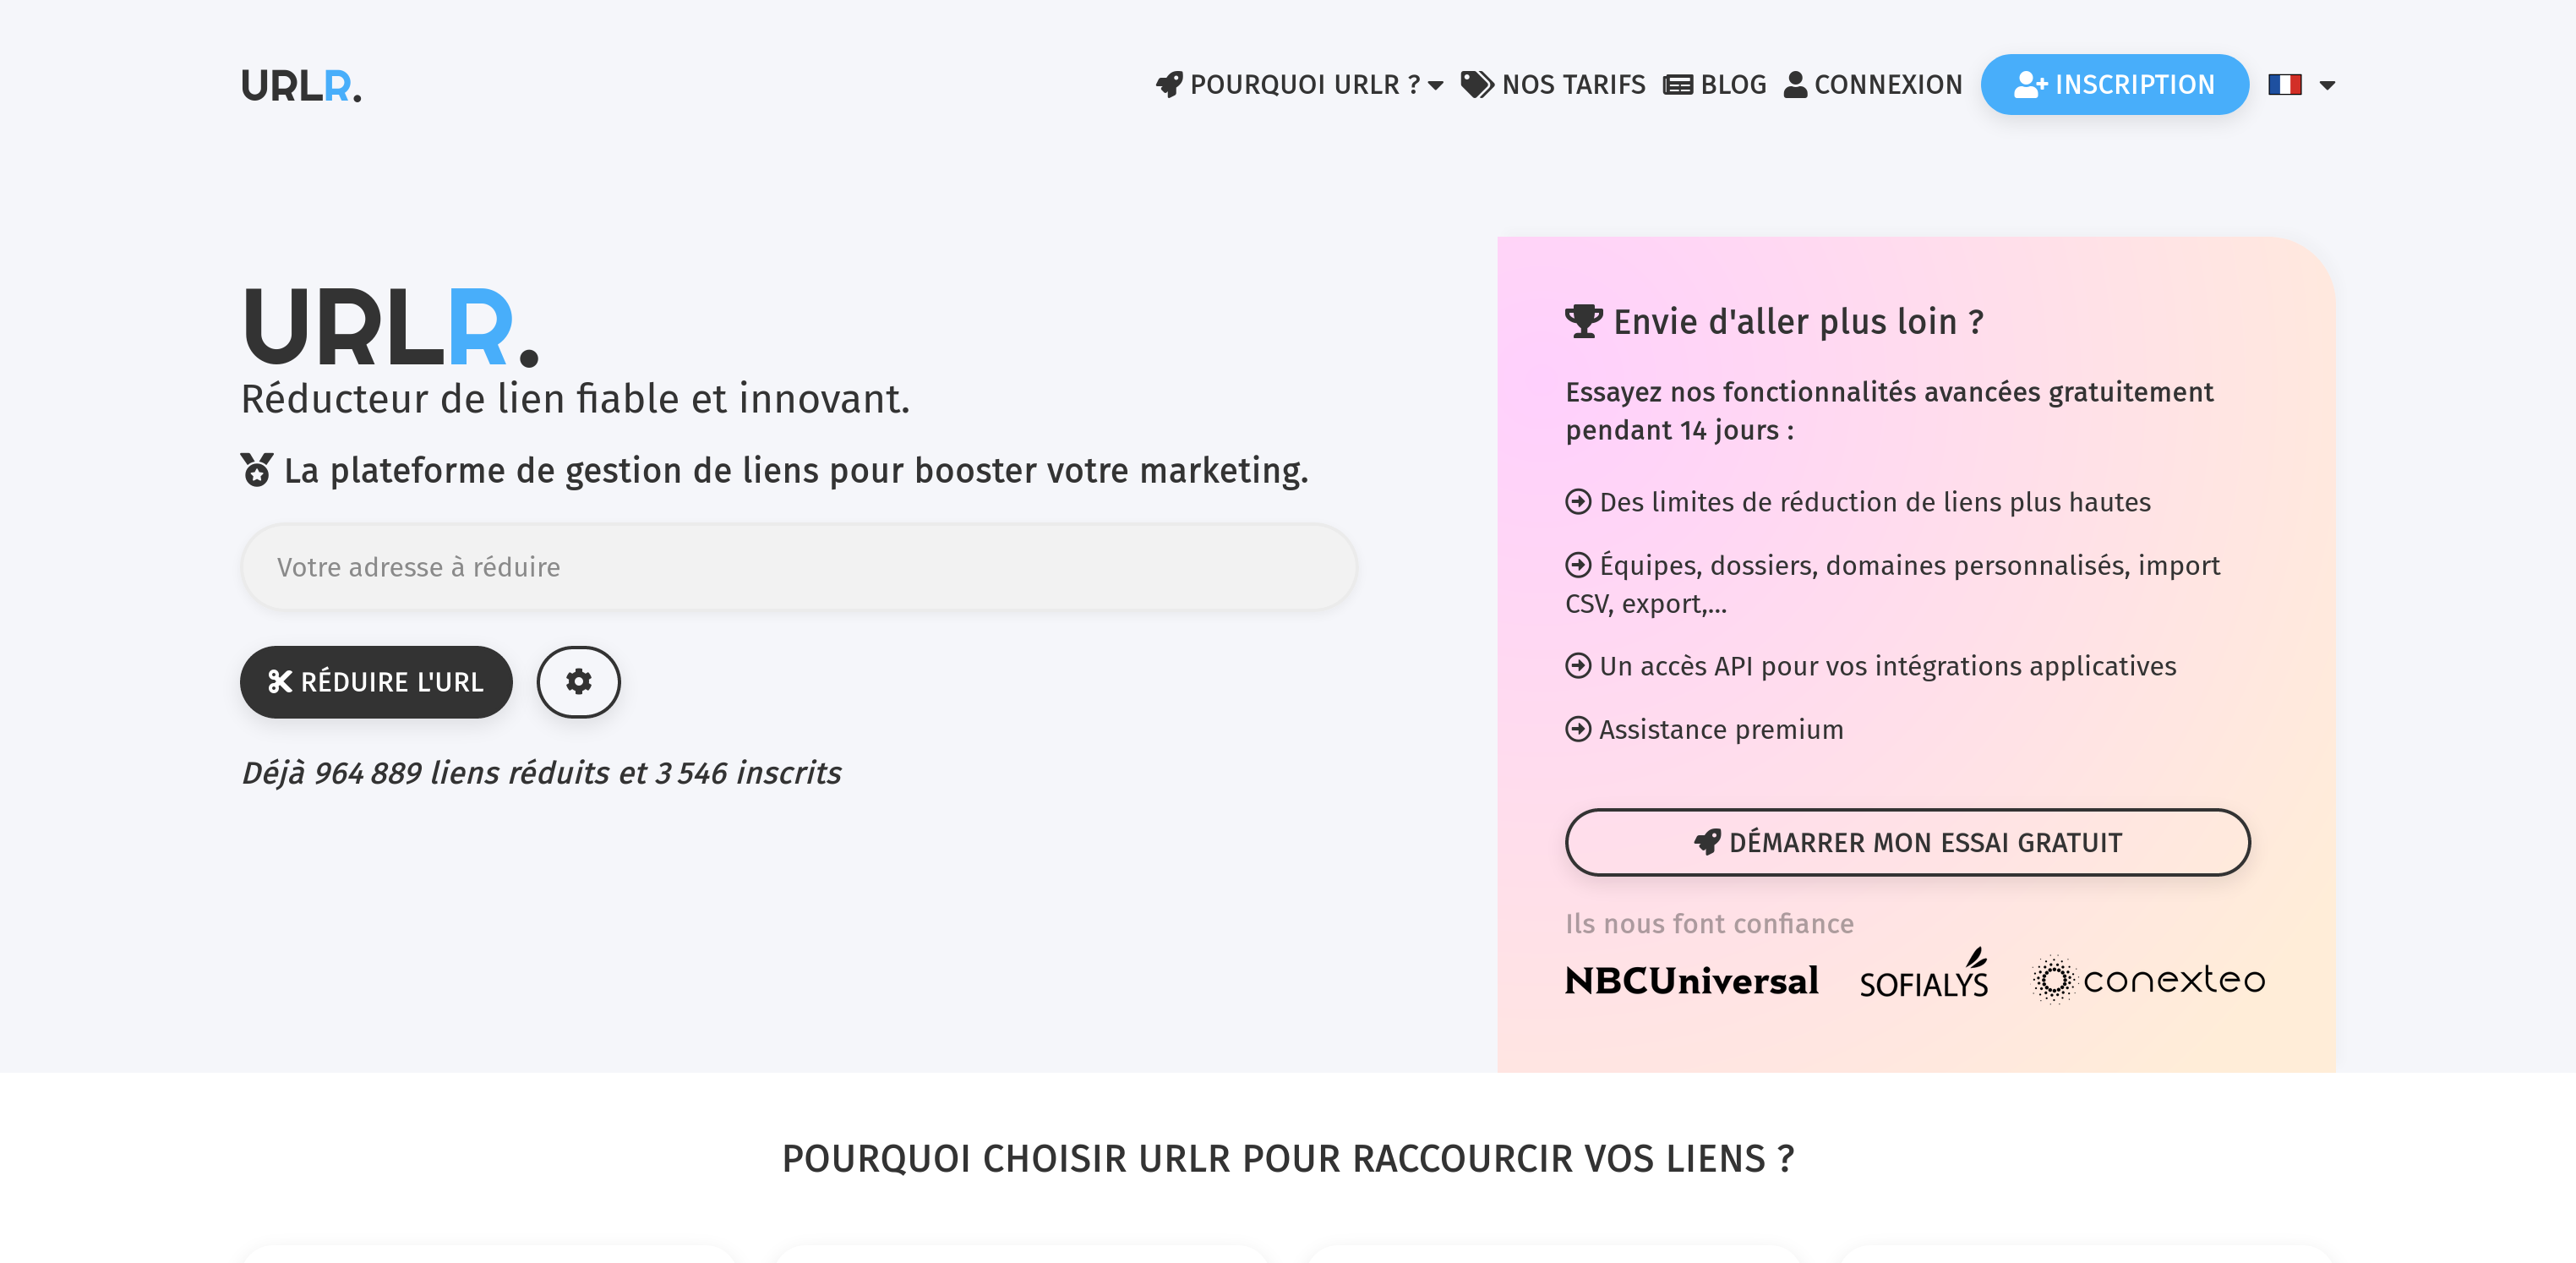 URLR.
POURQUOI URLR ?
NOS TARIFS
BLOG
CONNEXION
INSCRIPTION
URLR.
Réducteur de lien fiable et innovant.
La plateforme de gestion de liens pour booster votre marketing.
Votre adresse à réduire
RÉDUIRE L'URL
Déjà 964 889 liens réduits et 3 546 inscrits
Envie d'aller plus loin ?
Essayez nos fonctionnalités avancées gratuitement
pendant 14 jours :
Des limites de réduction de liens plus hautes
Équipes, dossiers, domaines personnalisés, import
CSV, export,...
Un accès API pour vos intégrations applicatives
Assistance premium
DÉMARRER MON ESSAI GRATUIT
Ils nous font confiance
NBCUniversal
SOFIALYS
conexteo
POURQUOI CHOISIR URLR POUR RACCOURCIR VOS LIENS ?